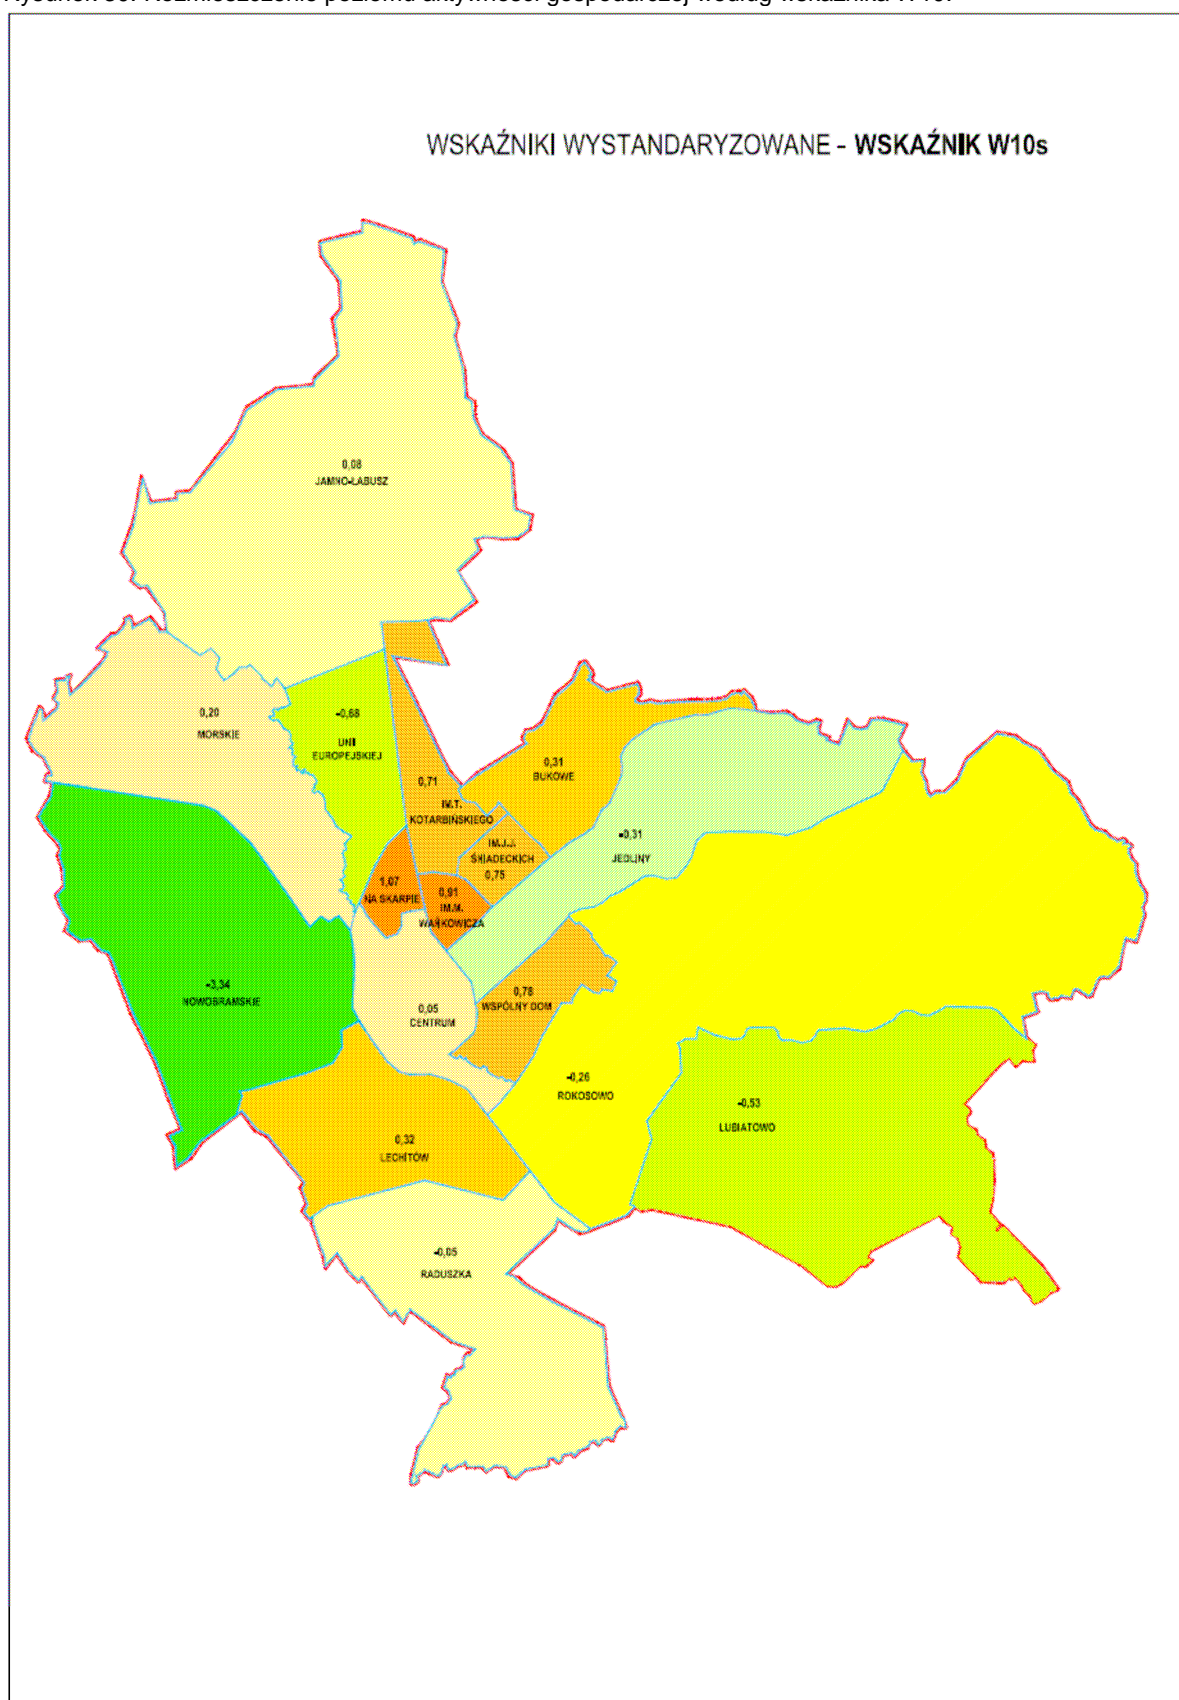 WSKAŹNIKI WYSTANDARYZOWANE - WSKAŹNIK W10s
0,08
JAMNO-ŁABUSZ
0,20
MORSKIE
-0,68
UNII
EUROPEJSKIEJ
0,71
IM.T.
KOTARBIŃSKIEGO
0,31
BUKOWE
IM.J.J.
ŚNIADECKICH
0,75
-0,31
JEDLINY
1,07
NA SKARPIE
0,91
IM.M.
WAŃKOWICZA
-3,34
NOWOBRAMSKIE
0,05
CENTRUM
0,78
WSPÓLNY DOM
-0,26
ROKOSOWO
-0,53
LUBIATOWO
0,32
LECHITÓW
-0,05
RADUSZKA